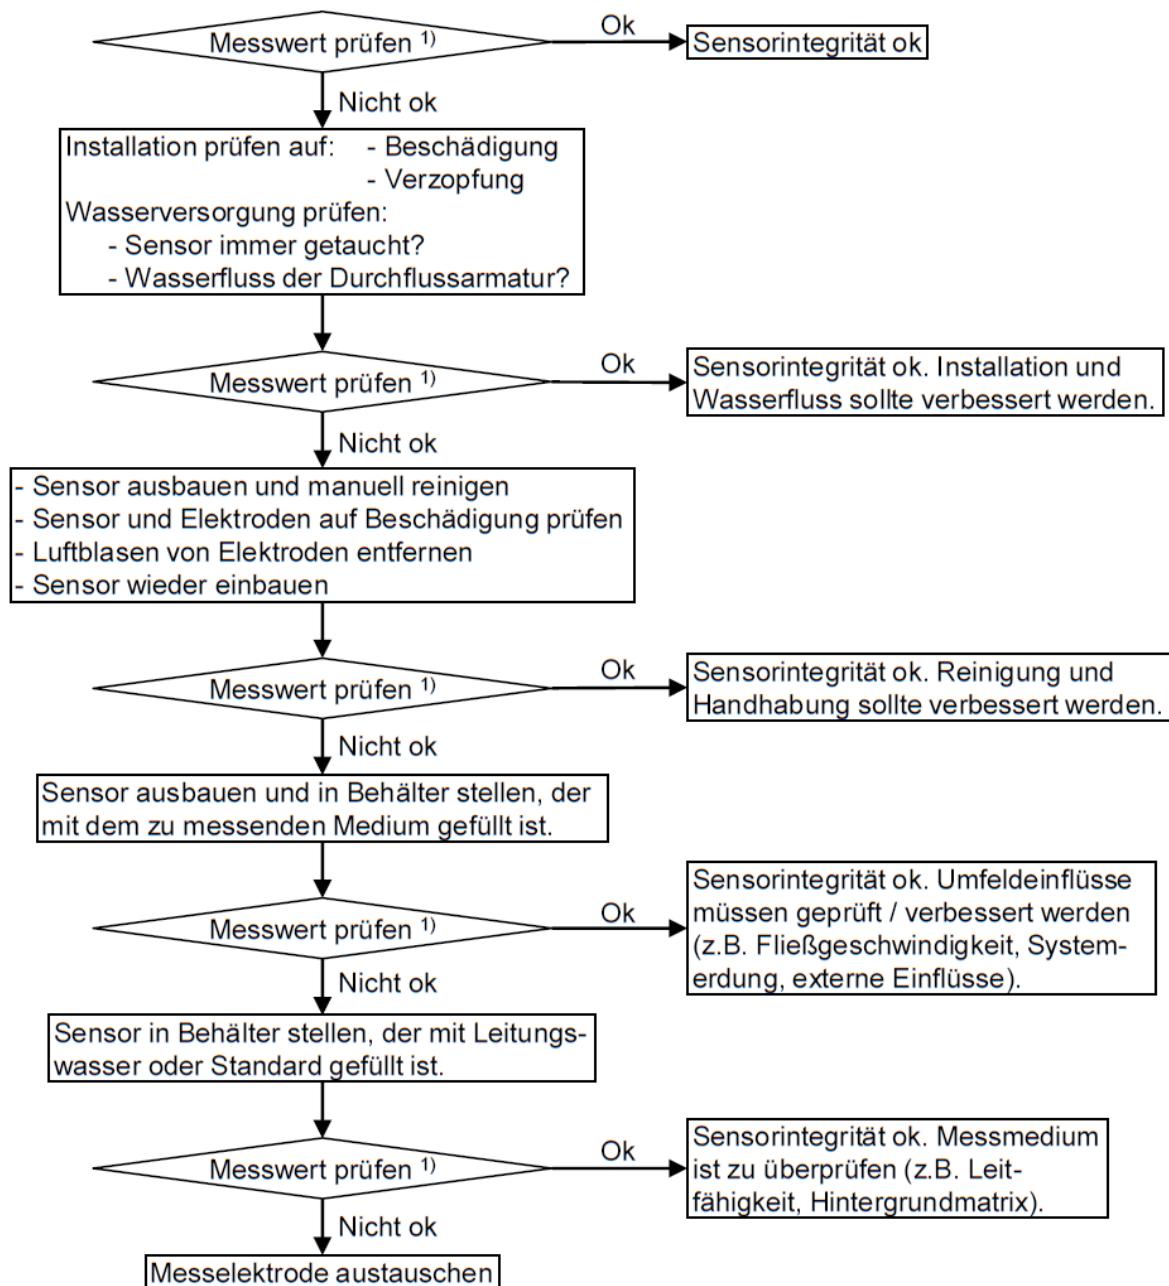 Messwert prüfen 1)
Ok
Sensorintegrität ok
Nicht ok
Installation prüfen auf: - Beschädigung
- Verzopfung
Wasserversorgung prüfen:
- Sensor immer getaucht?
- Wasserfluss der Durchflussarmatur?
Messwert prüfen 1)
Ok
Sensorintegrität ok. Installation und
Wasserfluss sollte verbessert werden.
Nicht ok
- Sensor ausbauen und manuell reinigen
- Sensor und Elektroden auf Beschädigung prüfen
- Luftblasen von Elektroden entfernen
- Sensor wieder einbauen
Messwert prüfen 1)
Ok
Sensorintegrität ok. Reinigung und
Handhabung sollte verbessert werden.
Nicht ok
Sensor ausbauen und in Behälter stellen, der
mit dem zu messenden Medium gefüllt ist.
Messwert prüfen 1)
Ok
Sensorintegrität ok. Umfeldeinflüsse
müssen geprüft / verbessert werden
(z.B. Fließgeschwindigkeit, System-
erdung, externe Einflüsse).
Nicht ok
Sensor in Behälter stellen, der mit Leitungs-
wasser oder Standard gefüllt ist.
Messwert prüfen 1)
Ok
Sensorintegrität ok. Messmedium
ist zu überprüfen (z.B. Leit-
fähigkeit, Hintergrundmatrix).
Nicht ok
Messelektrode austauschen